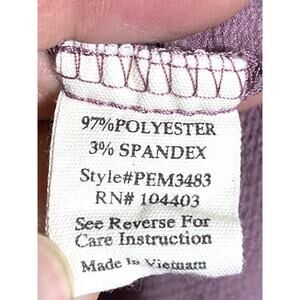 97%POLYESTER
3% SPANDEX
Style#PEM3483
RN# 104403
See Reverse For
Care Instruction
Made In Vietnam